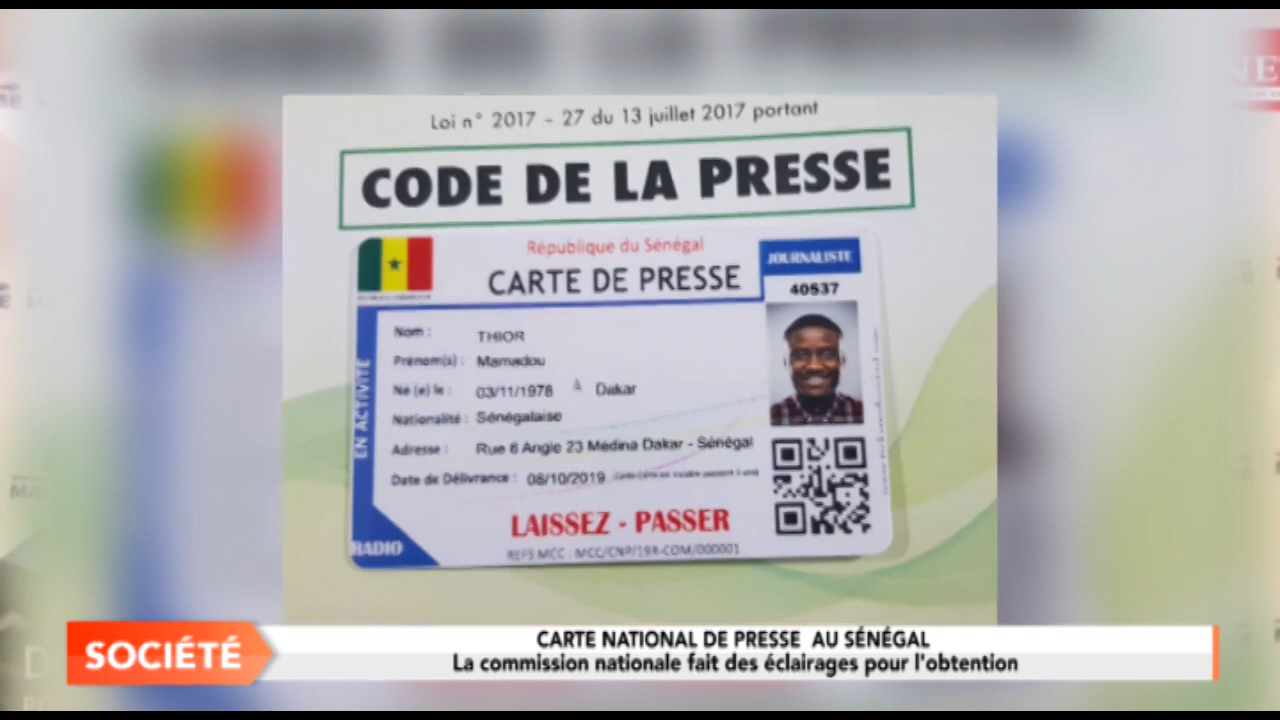 Loi n° 2017 - 27 du 13 juillet 2017 portant
CODE DE LA PRESSE
République du Sénégal
CARTE DE PRESSE
JOURNALISTE
40537
Nom : THIOR
Prénom(s) : Mamadou
Né (e) le : 03/11/1978 à Dakar
Nationalité : Sénégalaise
Adresse : Rue 6 Angle 23 Médina Dakar - Sénégal
Date de Délivrance : 08/10/2019
EN ACTIVITÉ
LAISSEZ - PASSER
RADIO
REFS MCC : MCC/CNP/19R-COM/000001
SOCIÉTÉ
CARTE NATIONAL DE PRESSE AU SÉNÉGAL
La commission nationale fait des éclairages pour l'obtention